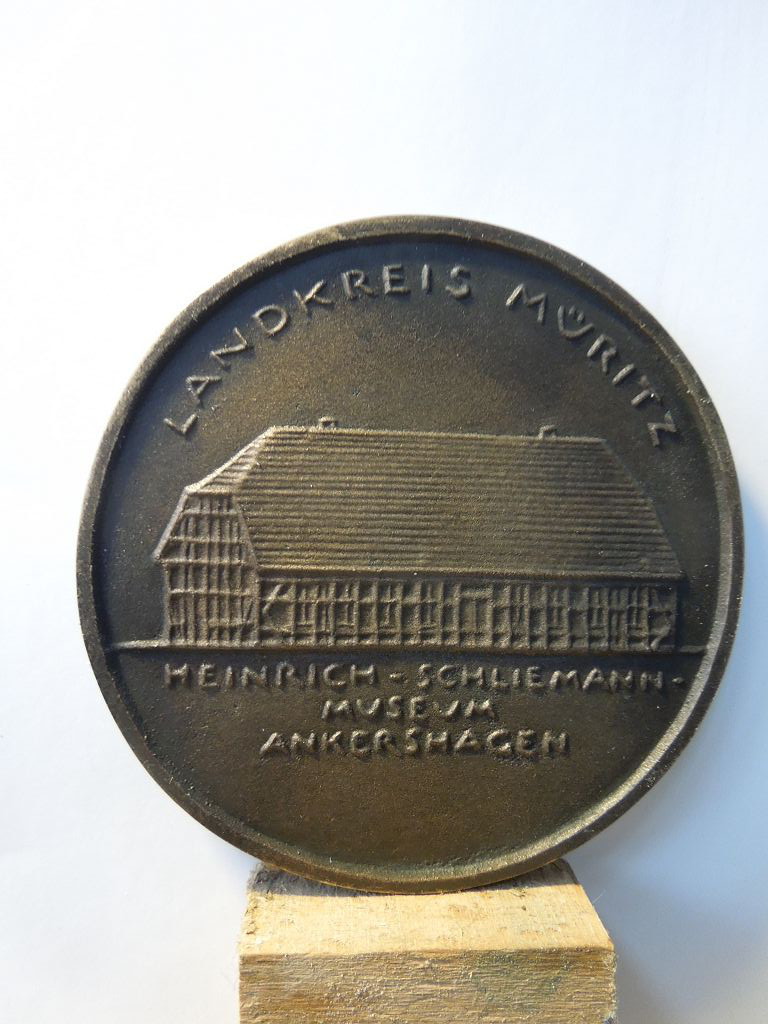 LANDKREIS MÜRITZ
HEINRICH - SCHLIEMANN-
MUSEUM
ANKERSHAGEN